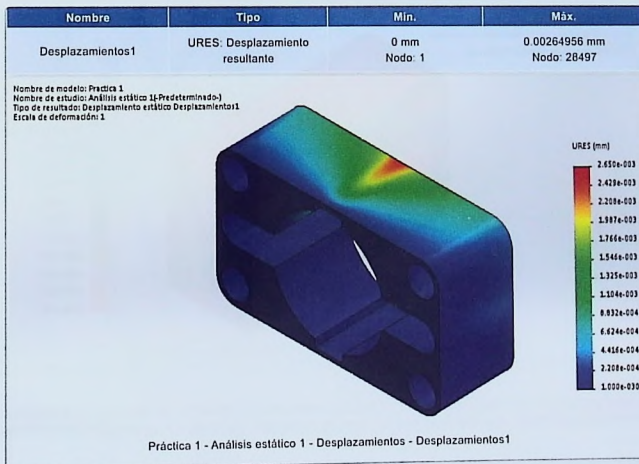 Nombre Tipo Mín. Máx.
Desplazamientos1 URES: Desplazamiento resultante 0 mm Nodo: 1 0.00264956 mm Nodo: 28497
Nombre de modelo: Practica 1
Nombre de estudio: Análisis estático 1(-Predeterminado-)
Tipo de resultado: Desplazamiento estático Desplazamientos1
Escala de deformación: 1
URES (mm)
2.650e-003
2.429e-003
2.208e-003
1.987e-003
1.766e-003
1.546e-003
1.325e-003
1.104e-003
8.832e-004
6.624e-004
4.416e-004
2.208e-004
1.000e-030
Práctica 1 - Análisis estático 1 - Desplazamientos - Desplazamientos1